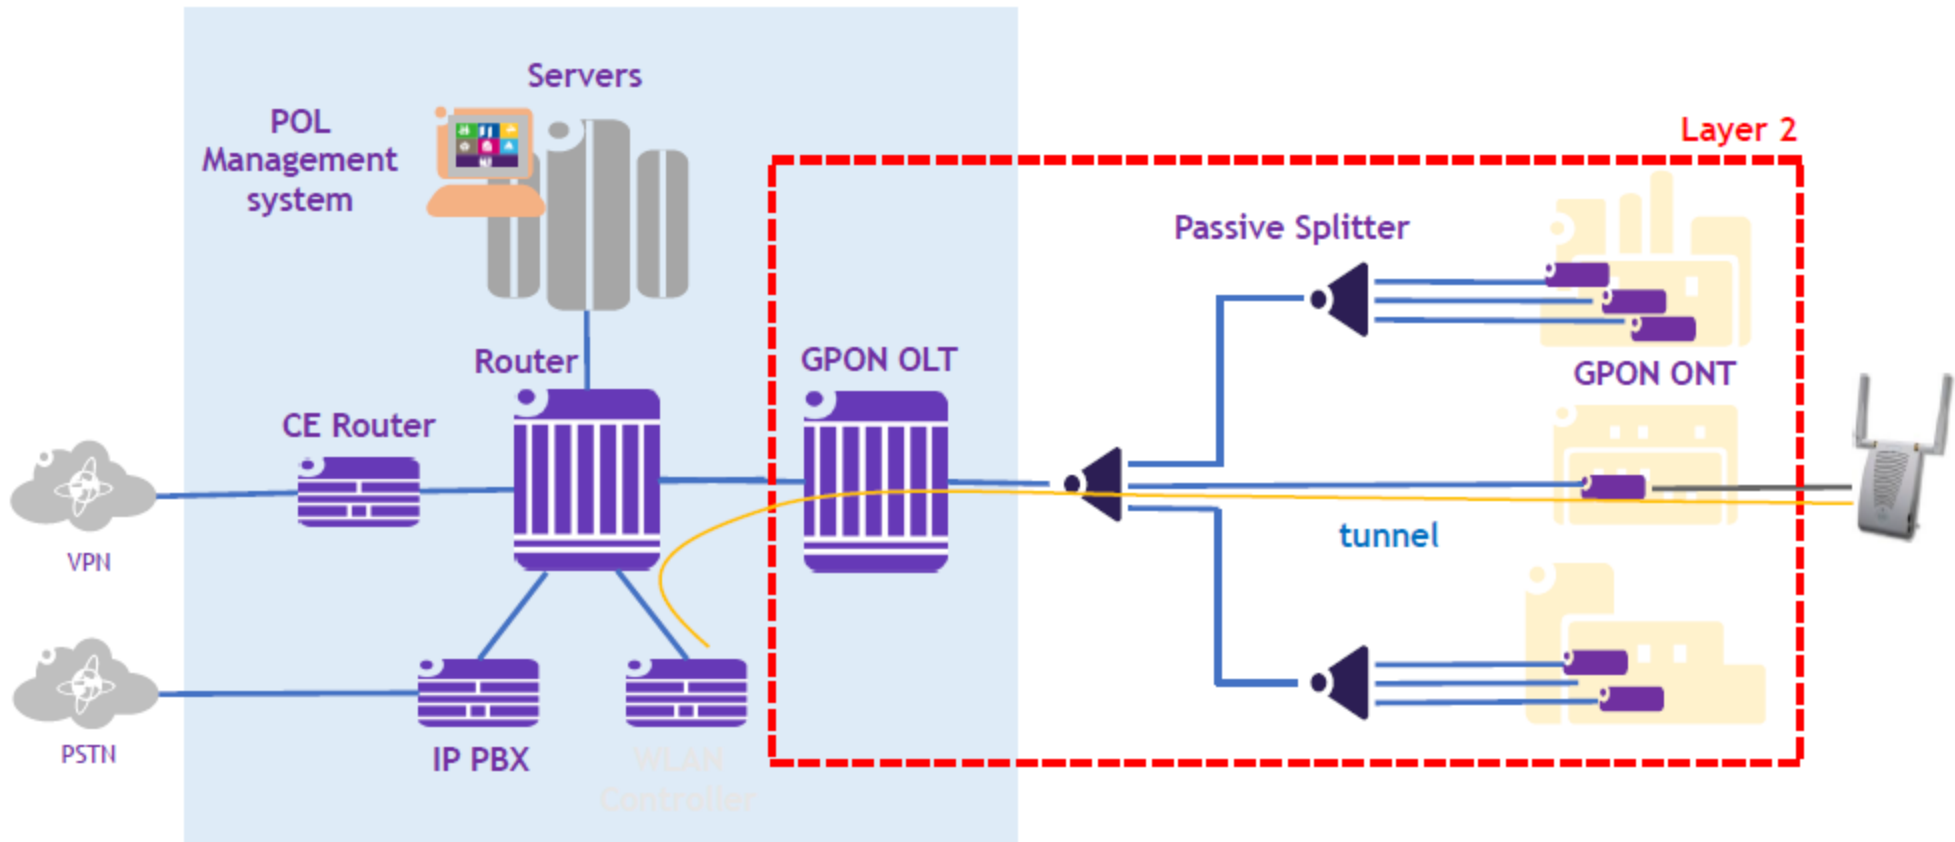 Servers
POL
Management
system
Layer 2
Passive Splitter
Router
GPON OLT
GPON ONT
CE Router
tunnel
VPN
PSTN
IP PBX
WLAN
Controller